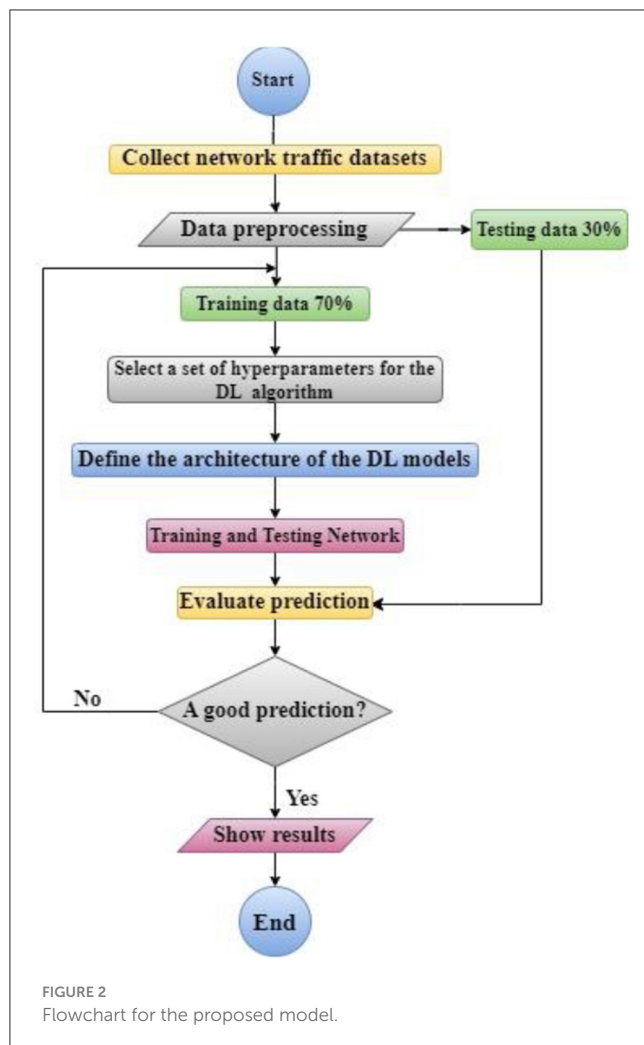 Start
Collect network traffic datasets
Data preprocessing
Testing data 30%
Training data 70%
Select a set of hyperparameters for the
DL algorithm
Define the architecture of the DL models
Training and Testing Network
Evaluate prediction
A good prediction?
No
Yes
Show results
End
FIGURE 2
Flowchart for the proposed model.